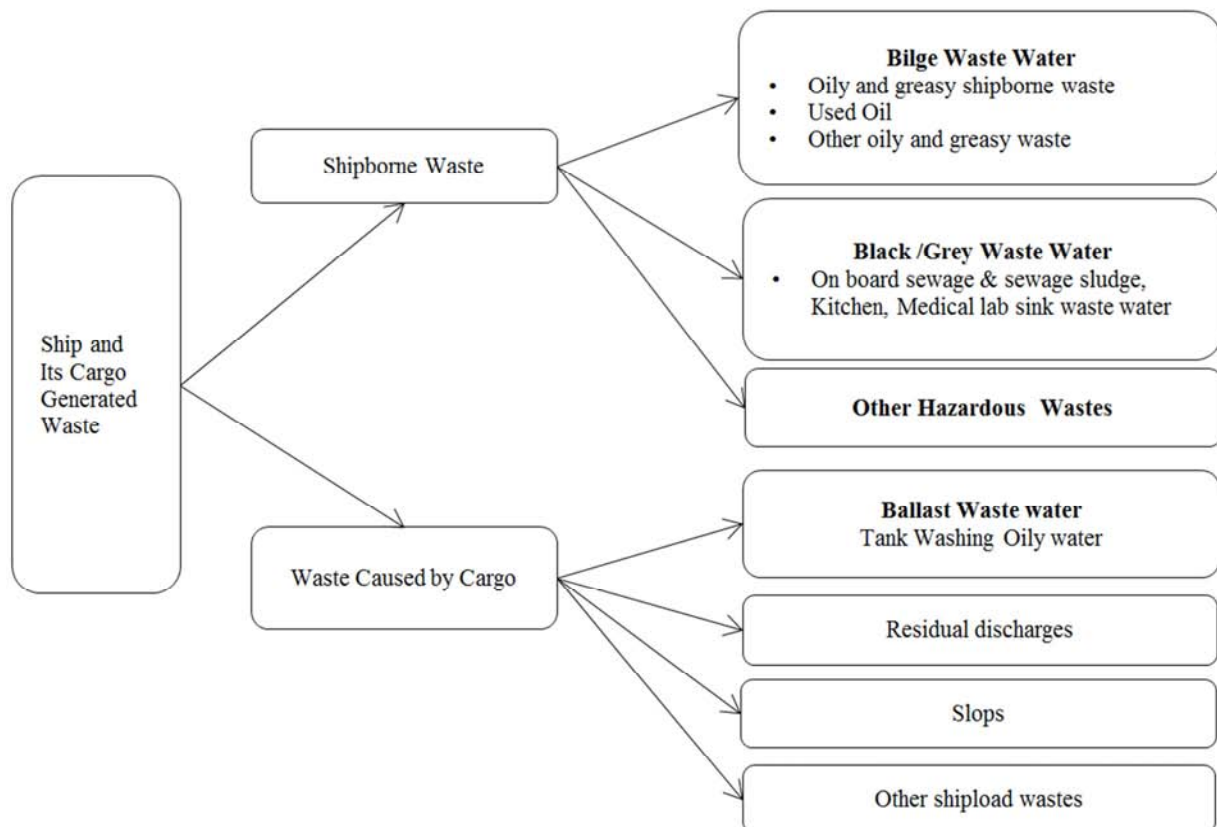 Ship and
Its Cargo
Generated
Waste
Shipborne Waste
Waste Caused by Cargo
Bilge Waste Water
• Oily and greasy shipborne waste
• Used Oil
• Other oily and greasy waste
Black /Grey Waste Water
• On board sewage & sewage sludge,
Kitchen, Medical lab sink waste water
Other Hazardous Wastes
Ballast Waste water
Tank Washing Oily water
Residual discharges
Slops
Other shipload wastes